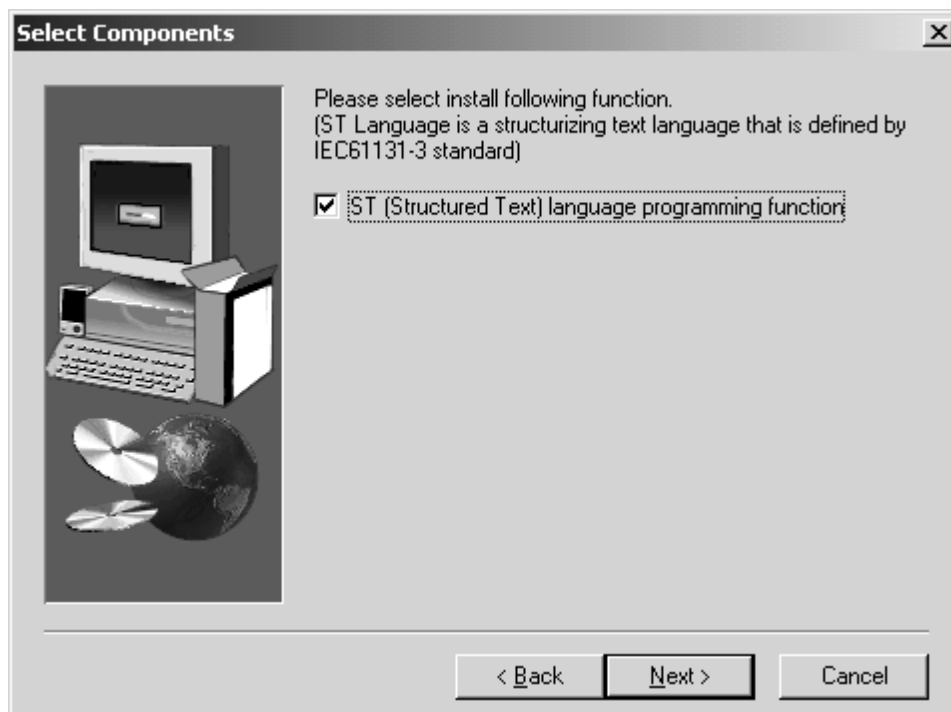 Select Components
Please select install following function.
(ST Language is a structurizing text language that is defined by
IEC61131-3 standard)
ST (Structured Text) language programming function
< Back
Next >
Cancel